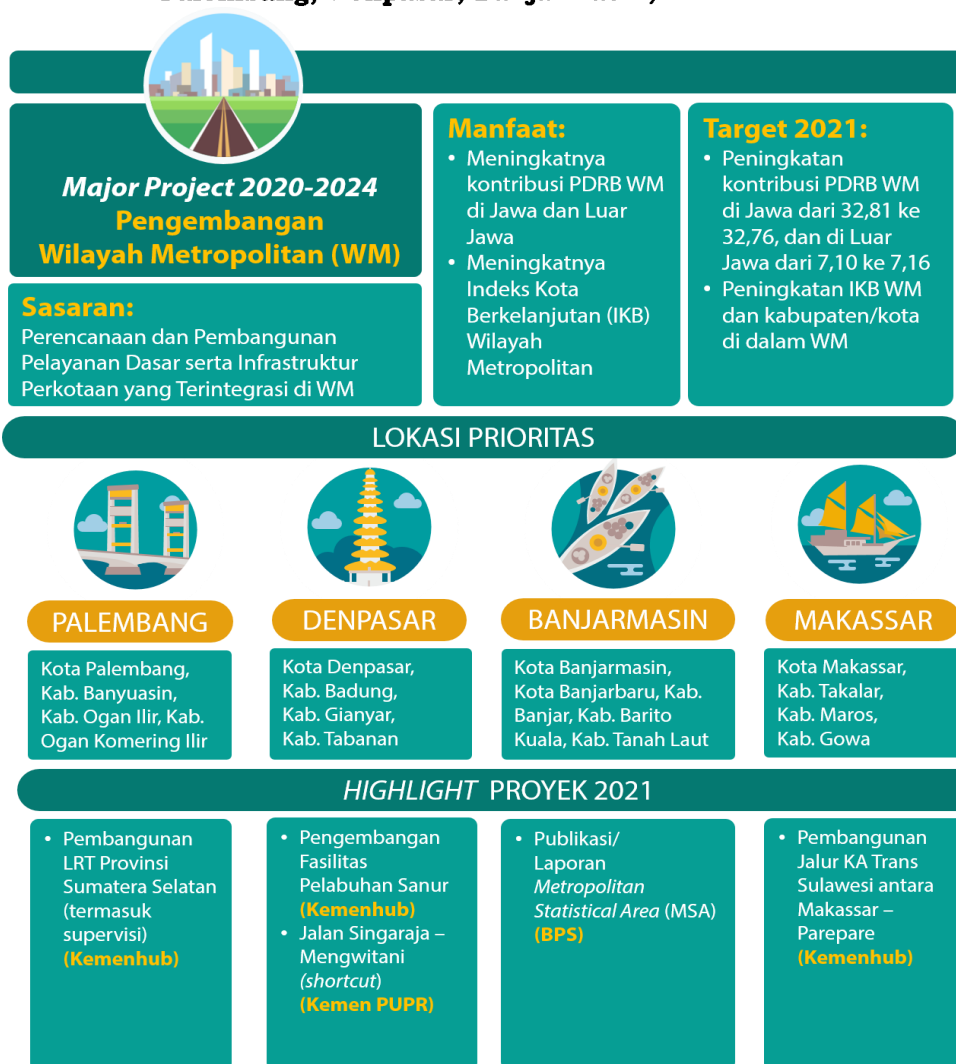 Major Project 2020-2024
Pengembangan
Wilayah Metropolitan (WM)
Sasaran:
Perencanaan dan Pembangunan
Pelayanan Dasar serta Infrastruktur
Perkotaan yang Terintegrasi di WM
Manfaat:
• Meningkatnya
kontribusi PDRB WM
di Jawa dan Luar
Jawa
• Meningkatnya
Indeks Kota
Berkelanjutan (IKB)
Wilayah
Metropolitan
Target 2021:
• Peningkatan
kontribusi PDRB WM
di Jawa dari 32,81 ke
32,76, dan di Luar
Jawa dari 7,10 ke 7,16
• Peningkatan IKB WM
dan kabupaten/kota
di dalam WM
LOKASI PRIORITAS
PALEMBANG
Kota Palembang,
Kab. Banyuasin,
Kab. Ogan Ilir, Kab.
Ogan Komering Ilir
DENPASAR
Kota Denpasar,
Kab. Badung,
Kab. Gianyar,
Kab. Tabanan
BANJARMASIN
Kota Banjarmasin,
Kota Banjarbaru, Kab.
Banjar, Kab. Barito
Kuala, Kab. Tanah Laut
MAKASSAR
Kota Makassar,
Kab. Takalar,
Kab. Maros,
Kab. Gowa
HIGHLIGHT PROYEK 2021
• Pembangunan
LRT Provinsi
Sumatera Selatan
(termasuk
supervisi)
(Kemenhub)
• Pengembangan
Fasilitas
Pelabuhan Sanur
(Kemenhub)
• Jalan Singaraja –
Mengwitani
(shortcut)
(Kemen PUPR)
• Publikasi/
Laporan
Metropolitan
Statistical Area (MSA)
(BPS)
• Pembangunan
Jalur KA Trans
Sulawesi antara
Makassar –
Parepare
(Kemenhub)